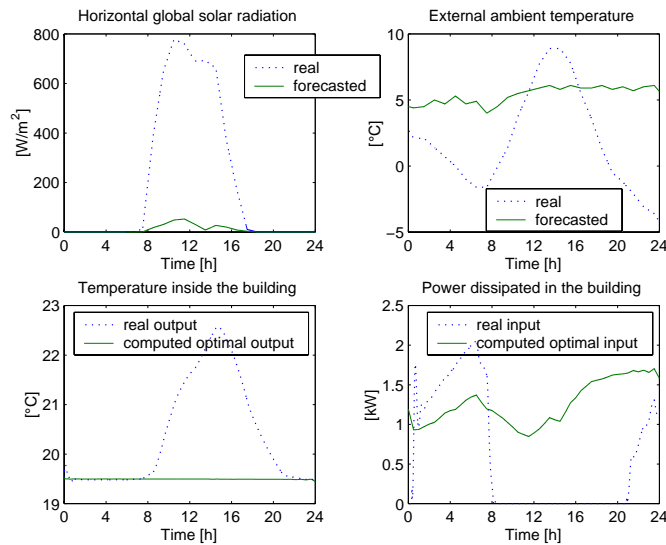 Horizontal global solar radiation
800
600
400
200
0
[W/m²]
real
forecasted
0 4 8 12 16 20 24
Time [h]
External ambient temperature
10
5
0
−5
[°C]
real
forecasted
0 4 8 12 16 20 24
Time [h]
Temperature inside the building
23
22
21
20
19
[°C]
real output
computed optimal output
0 4 8 12 16 20 24
Time [h]
Power dissipated in the building
2.5
2
1.5
1
0.5
0
[kW]
real input
computed optimal input
0 4 8 12 16 20 24
Time [h]